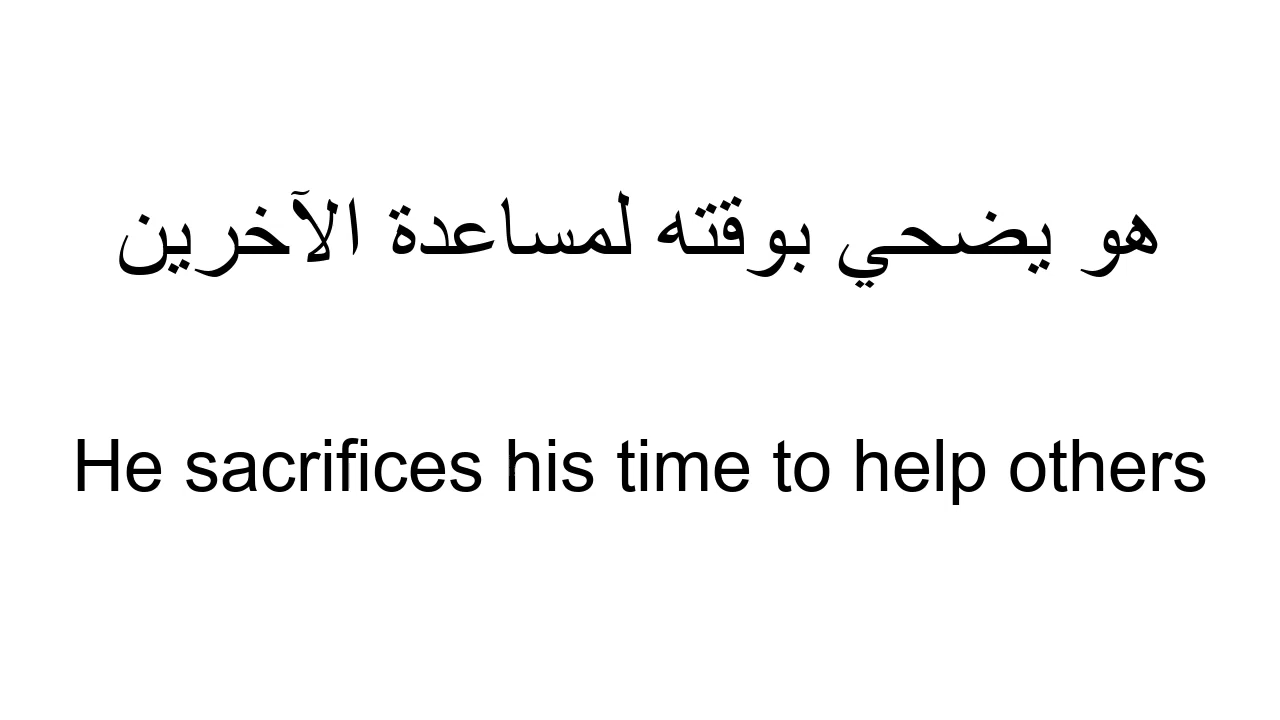 هو يضحي بوقته لمساعدة الآخرين
He sacrifices his time to help others